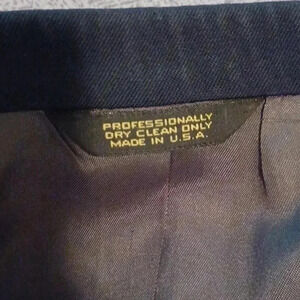 PROFESSIONALLY
DRY CLEAN ONLY
MADE IN U.S.A.